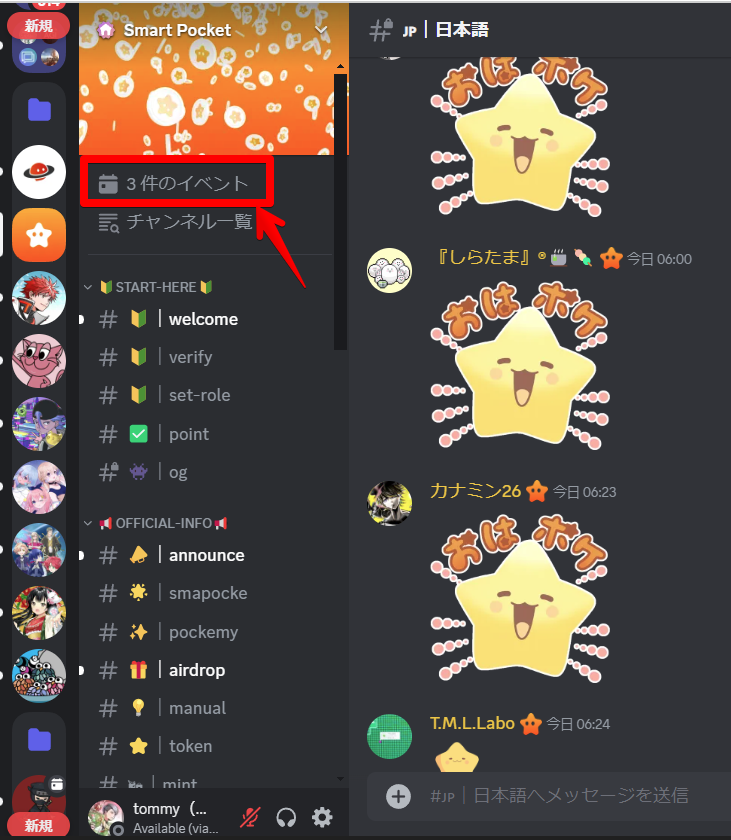 新規
Smart Pocket
3 件のイベント
チャンネル一覧
START-HERE
welcome
verify
set-role
point
og
OFFICIAL-INFO
announce
smapocke
pockemy
airdrop
manual
token
mint
新規
tommy（...
Available (via...
JP｜日本語
おはポケ
『しらたま』® 今日 06:00
おはポケ
カナミン26 今日 06:23
おはポケ
T.M.L.Labo 今日 06:24
#JP｜日本語へメッセージを送信